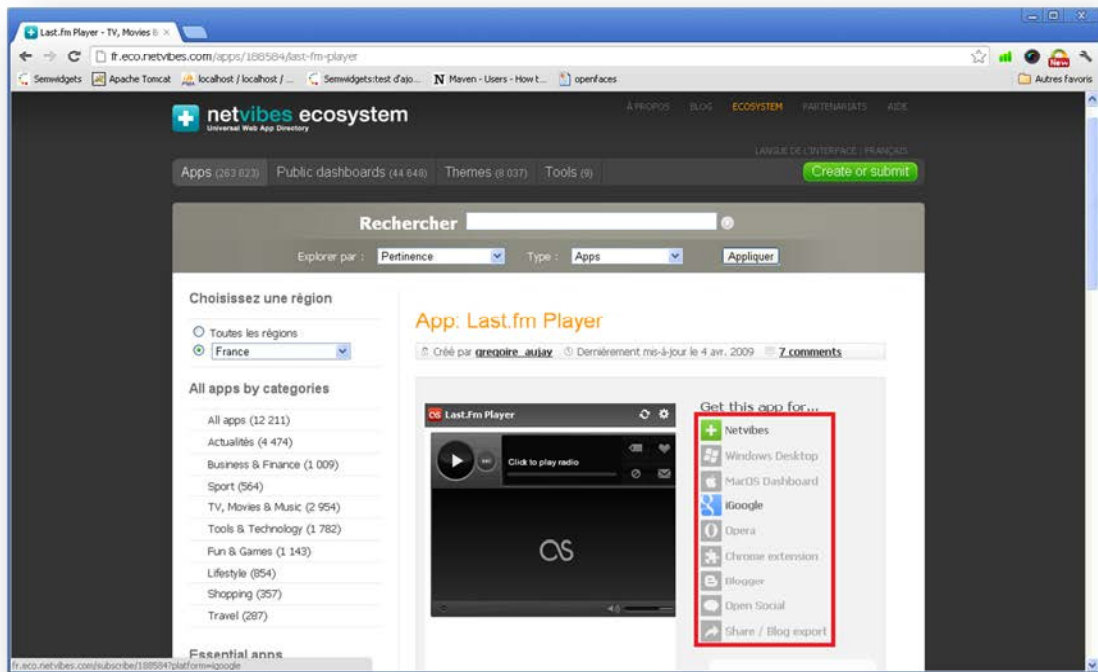 Last.fm Player - TV, Movies &
fr.eco.netvibes.com/apps/188584/last-fm-player
New
Semwidgets Apache Tomcat localhost / localhost / ... Semwidgets:test d'ajo... Maven - Users - How t... openfaces Autres favoris
netvibes ecosystem
Universal Web App Directory
À PROPOS BLOG ECOSYSTEM PARTENARIATS AIDE
LANGUE DE L'INTERFACE : FRANÇAIS
Apps (263 823) Public dashboards (44 648) Themes (8 037) Tools (9) Create or submit
Rechercher
Explorer par : Pertinence Type : Apps Appliquer
Choisissez une région
Toutes les régions
France
All apps by categories
All apps (12 211)
Actualités (4 474)
Business & Finance (1 009)
Sport (564)
TV, Movies & Music (2 954)
Tools & Technology (1 782)
Fun & Games (1 143)
Lifestyle (854)
Shopping (357)
Travel (287)
Essential apps
App: Last.fm Player
Créé par gregoire_aujay Dernièrement mis-à-jour le 4 avr. 2009 7 comments
Last.fm Player
Click to play radio
Get this app for...
Netvibes
Windows Desktop
MacOS Dashboard
iGoogle
Opera
Chrome extension
Blogger
Open Social
Share / Blog export
fr.eco.netvibes.com/subscribe/188584?platform=igoogle